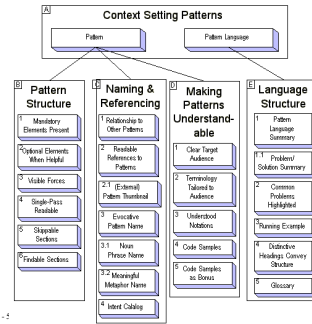 A
Context Setting Patterns
Pattern
Pattern Language
B
Pattern
Structure
1 Mandatory
Elements Present
2 Optional Elements
When Helpful
3 Visible Forces
4 Single-Pass
Readable
5 Skippable
Sections
6 Findable Sections
C
Naming &
Referencing
1 Relationship to
Other Patterns
2 Readable
References to
Patterns
2.1 (External)
Pattern Thumbnail
3 Evocative
Pattern Name
3.1 Noun
Phrase Name
3.2 Meaningful
Metaphor Name
4 Intent Catalog
D
Making
Patterns
Understand-
able
1 Clear Target
Audience
2 Terminology
Tailored to
Audience
3 Understood
Notations
4 Code Samples
5 Code Samples
as Bonus
E
Language
Structure
1 Pattern
Language
Summary
1.1 Problem/
Solution Summary
2 Common
Problems
Highlighted
3 Running Example
4 Distinctive
Headings Convey
Structure
5 Glossary